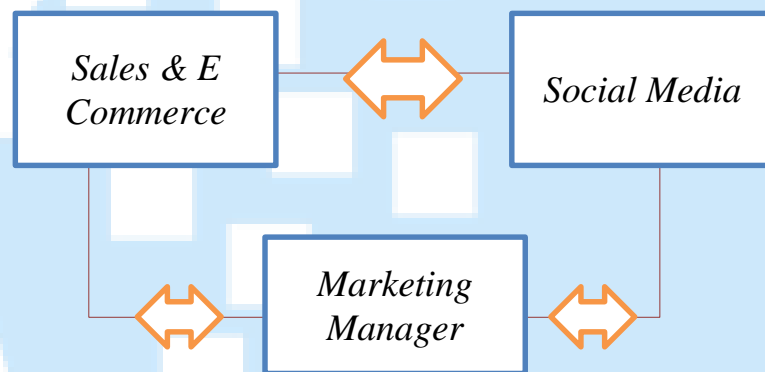 Sales & E
Commerce
Social Media
Marketing
Manager